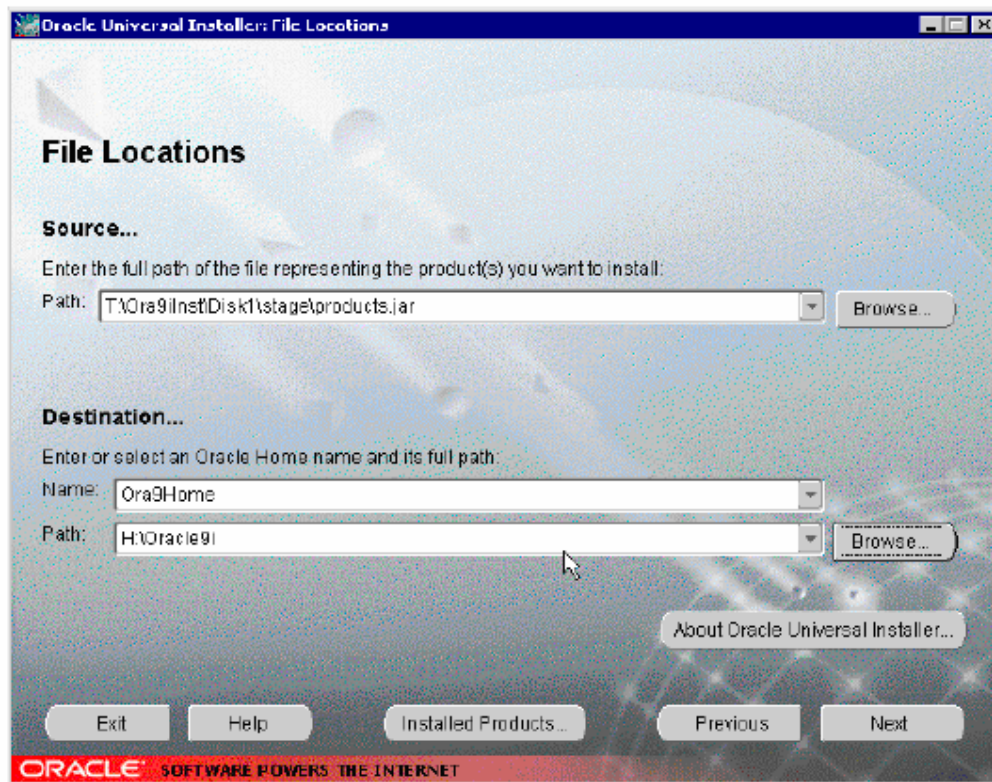 Oracle Universal Installer: File Locations
File Locations
Source...
Enter the full path of the file representing the product(s) you want to install:
Path: T:\Ora9iInst\Disk1\stage\products.jar Browse...
Destination...
Enter or select an Oracle Home name and its full path:
Name: Ora9Home
Path: H:\Oracle9i Browse...
About Oracle Universal Installer...
Exit Help Installed Products... Previous Next
ORACLE SOFTWARE POWERS THE INTERNET